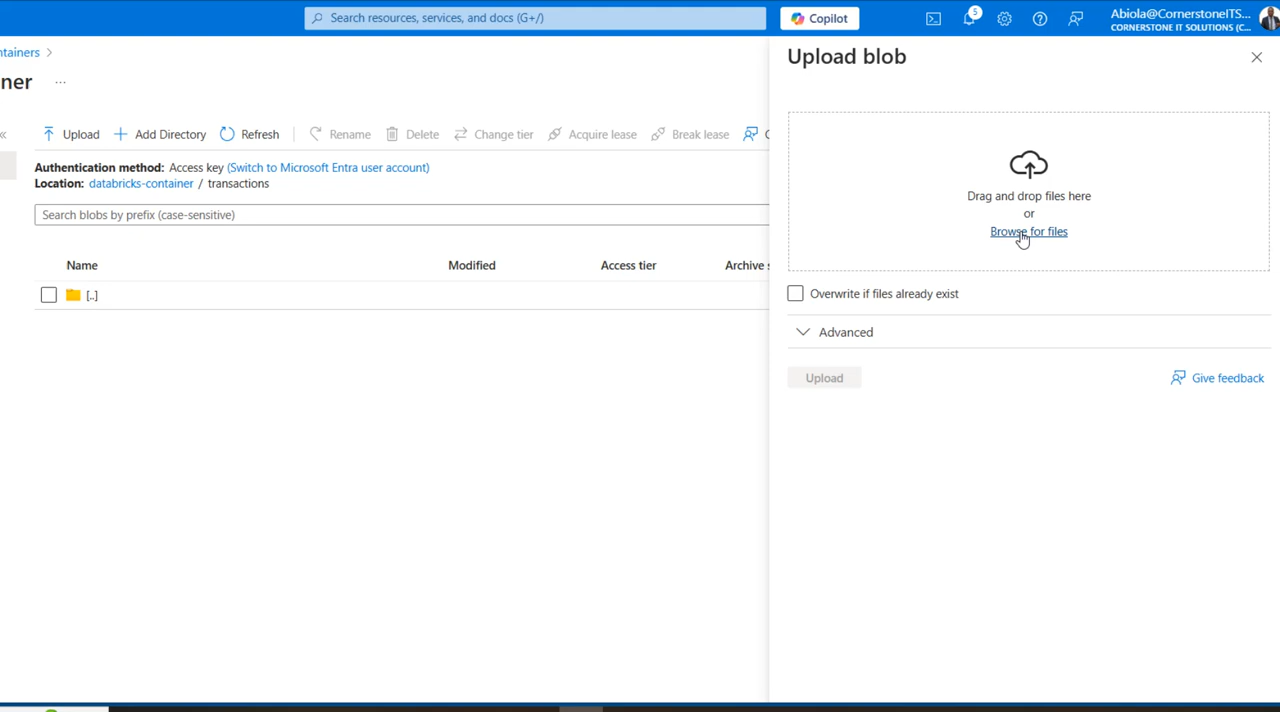 Search resources, services, and docs (G+/)
Copilot
5
Abiola@CornerstoneITS...
CORNERSTONE IT SOLUTIONS (C...
ntainers >
ner ...
Upload blob
Upload
Add Directory
Refresh
Rename
Delete
Change tier
Acquire lease
Break lease
Authentication method: Access key (Switch to Microsoft Entra user account)
Location: databricks-container / transactions
Search blobs by prefix (case-sensitive)
Name
Modified
Access tier
Archive s
[..]
Drag and drop files here
or
Browse for files
Overwrite if files already exist
Advanced
Upload
Give feedback